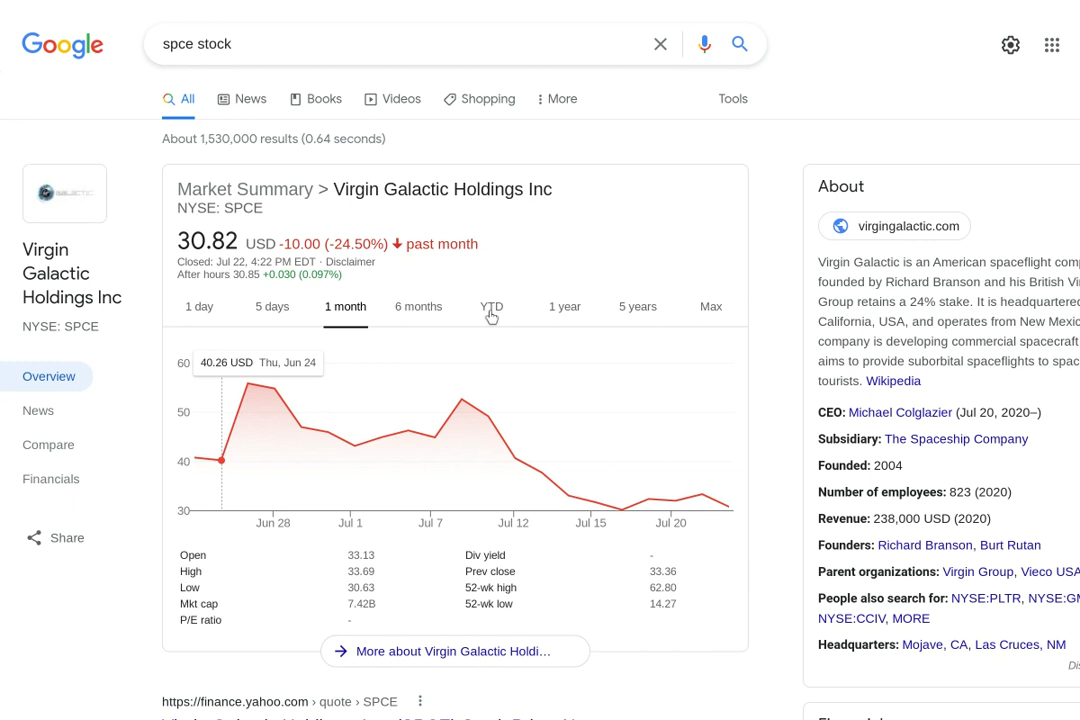 Google
spce stock
All
News
Books
Videos
Shopping
More
Tools
About 1,530,000 results (0.64 seconds)
GALACTIC
Virgin
Galactic
Holdings Inc
NYSE: SPCE
Overview
News
Compare
Financials
Share
Market Summary > Virgin Galactic Holdings Inc
NYSE: SPCE
30.82 USD -10.00 (-24.50%) past month
Closed: Jul 22, 4:22 PM EDT · Disclaimer
After hours 30.85 +0.030 (0.097%)
1 day 5 days 1 month 6 months YTD 1 year 5 years Max
40.26 USD Thu, Jun 24
60
50
40
30
Jun 28 Jul 1 Jul 7 Jul 12 Jul 15 Jul 20
Open 33.13 Div yield -
High 33.69 Prev close 33.36
Low 30.63 52-wk high 62.80
Mkt cap 7.42B 52-wk low 14.27
P/E ratio -
More about Virgin Galactic Holdi…
https://finance.yahoo.com › quote › SPCE
About
virgingalactic.com
Virgin Galactic is an American spaceflight com
founded by Richard Branson and his British Vi
Group retains a 24% stake. It is headquartered
California, USA, and operates from New Mexic
company is developing commercial spacecraft
aims to provide suborbital spaceflights to spac
tourists. Wikipedia
CEO: Michael Colglazier (Jul 20, 2020–)
Subsidiary: The Spaceship Company
Founded: 2004
Number of employees: 823 (2020)
Revenue: 238,000 USD (2020)
Founders: Richard Branson, Burt Rutan
Parent organizations: Virgin Group, Vieco USA
People also search for: NYSE:PLTR, NYSE:GM
NYSE:CCIV, MORE
Headquarters: Mojave, CA, Las Cruces, NM
Dis